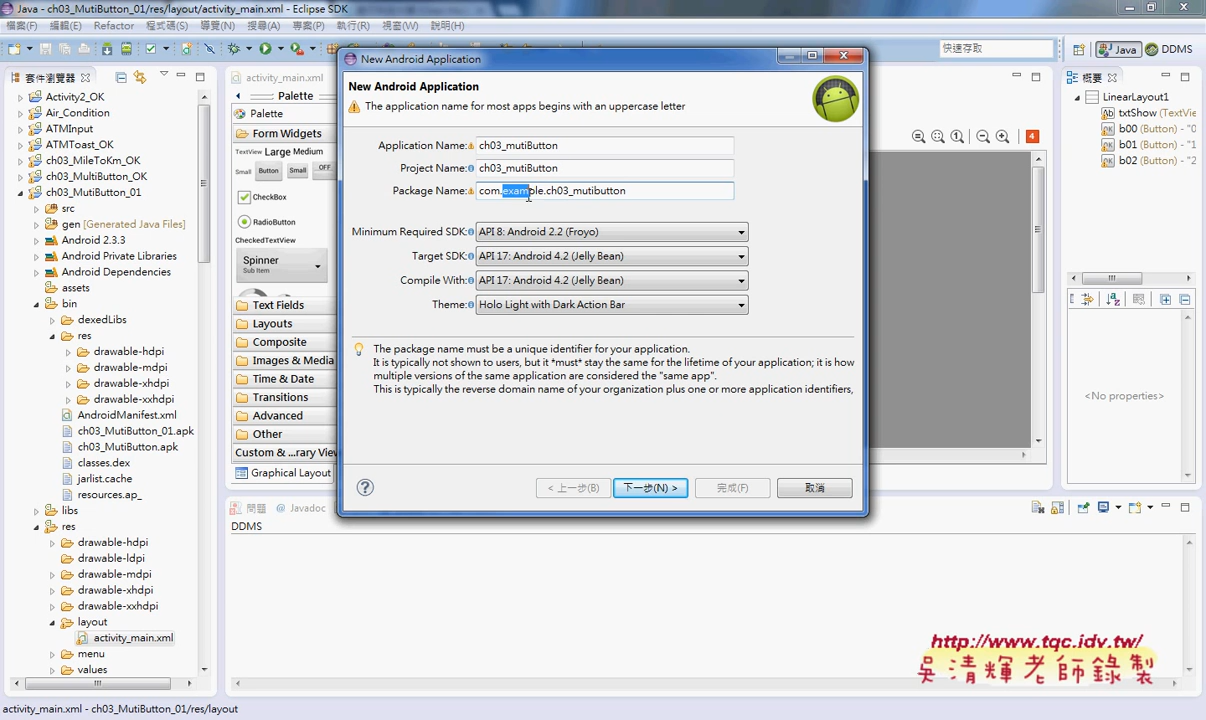 Java - ch03_MutiButton_01/res/layout/activity_main.xml - Eclipse SDK
檔案(F) 編輯(E) Refactor 程式碼(S) 導覽(N) 搜尋(A) 專案(P) 執行(R) 視窗(W) 說明(H)
快速存取
Java
DDMS
套件瀏覽器
Activity2_OK
Air_Condition
ATMInput
ATMToast_OK
ch03_MileToKm_OK
ch03_MultiButton_OK
ch03_MutiButton_01
src
gen [Generated Java Files]
Android 2.3.3
Android Private Libraries
Android Dependencies
assets
bin
dexedLibs
res
drawable-hdpi
drawable-mdpi
drawable-xhdpi
drawable-xxhdpi
AndroidManifest.xml
ch03_MutiButton_01.apk
ch03_MutiButton.apk
classes.dex
jarlist.cache
resources.ap_
libs
res
drawable-hdpi
drawable-ldpi
drawable-mdpi
drawable-xhdpi
drawable-xxhdpi
layout
activity_main.xml
menu
values
activity_main.xml
Palette
Palette
Form Widgets
TextView Large Medium
Small Button Small OFF
CheckBox
RadioButton
CheckedTextView
Spinner
Sub Item
Text Fields
Layouts
Composite
Images & Media
Time & Date
Transitions
Advanced
Other
Custom & ...rary View
Graphical Layout
New Android Application
New Android Application
The application name for most apps begins with an uppercase letter
Application Name: ch03_mutiButton
Project Name: ch03_mutiButton
Package Name: com.example.ch03_mutibutton
Minimum Required SDK: API 8: Android 2.2 (Froyo)
Target SDK: API 17: Android 4.2 (Jelly Bean)
Compile With: API 17: Android 4.2 (Jelly Bean)
Theme: Holo Light with Dark Action Bar
The package name must be a unique identifier for your application.
It is typically not shown to users, but it *must* stay the same for the lifetime of your application; it is how
multiple versions of the same application are considered the "same app".
This is typically the reverse domain name of your organization plus one or more application identifiers,
< 上一步(B)
下一步(N) >
完成(F)
取消
4
概要
LinearLayout1
txtShow (TextView
b00 (Button) - "0
b01 (Button) - "1
b02 (Button) - "2
<No properties>
問題 @ Javadoc
DDMS
http://www.tqc.idv.tw/
吳清輝老師錄製
activity_main.xml - ch03_MutiButton_01/res/layout